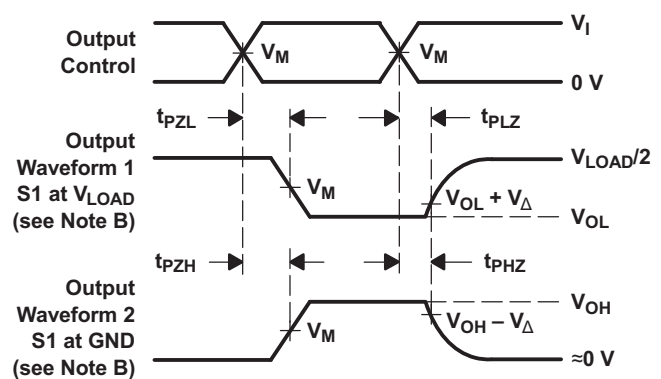 Output
Control
V_M
V_M
V_I
0 V
t_PZL
t_PLZ
Output
Waveform 1
S1 at V_LOAD
(see Note B)
V_M
V_LOAD/2
V_OL + V_Δ
V_OL
t_PZH
t_PHZ
Output
Waveform 2
S1 at GND
(see Note B)
V_M
V_OH
V_OH – V_Δ
≈0 V